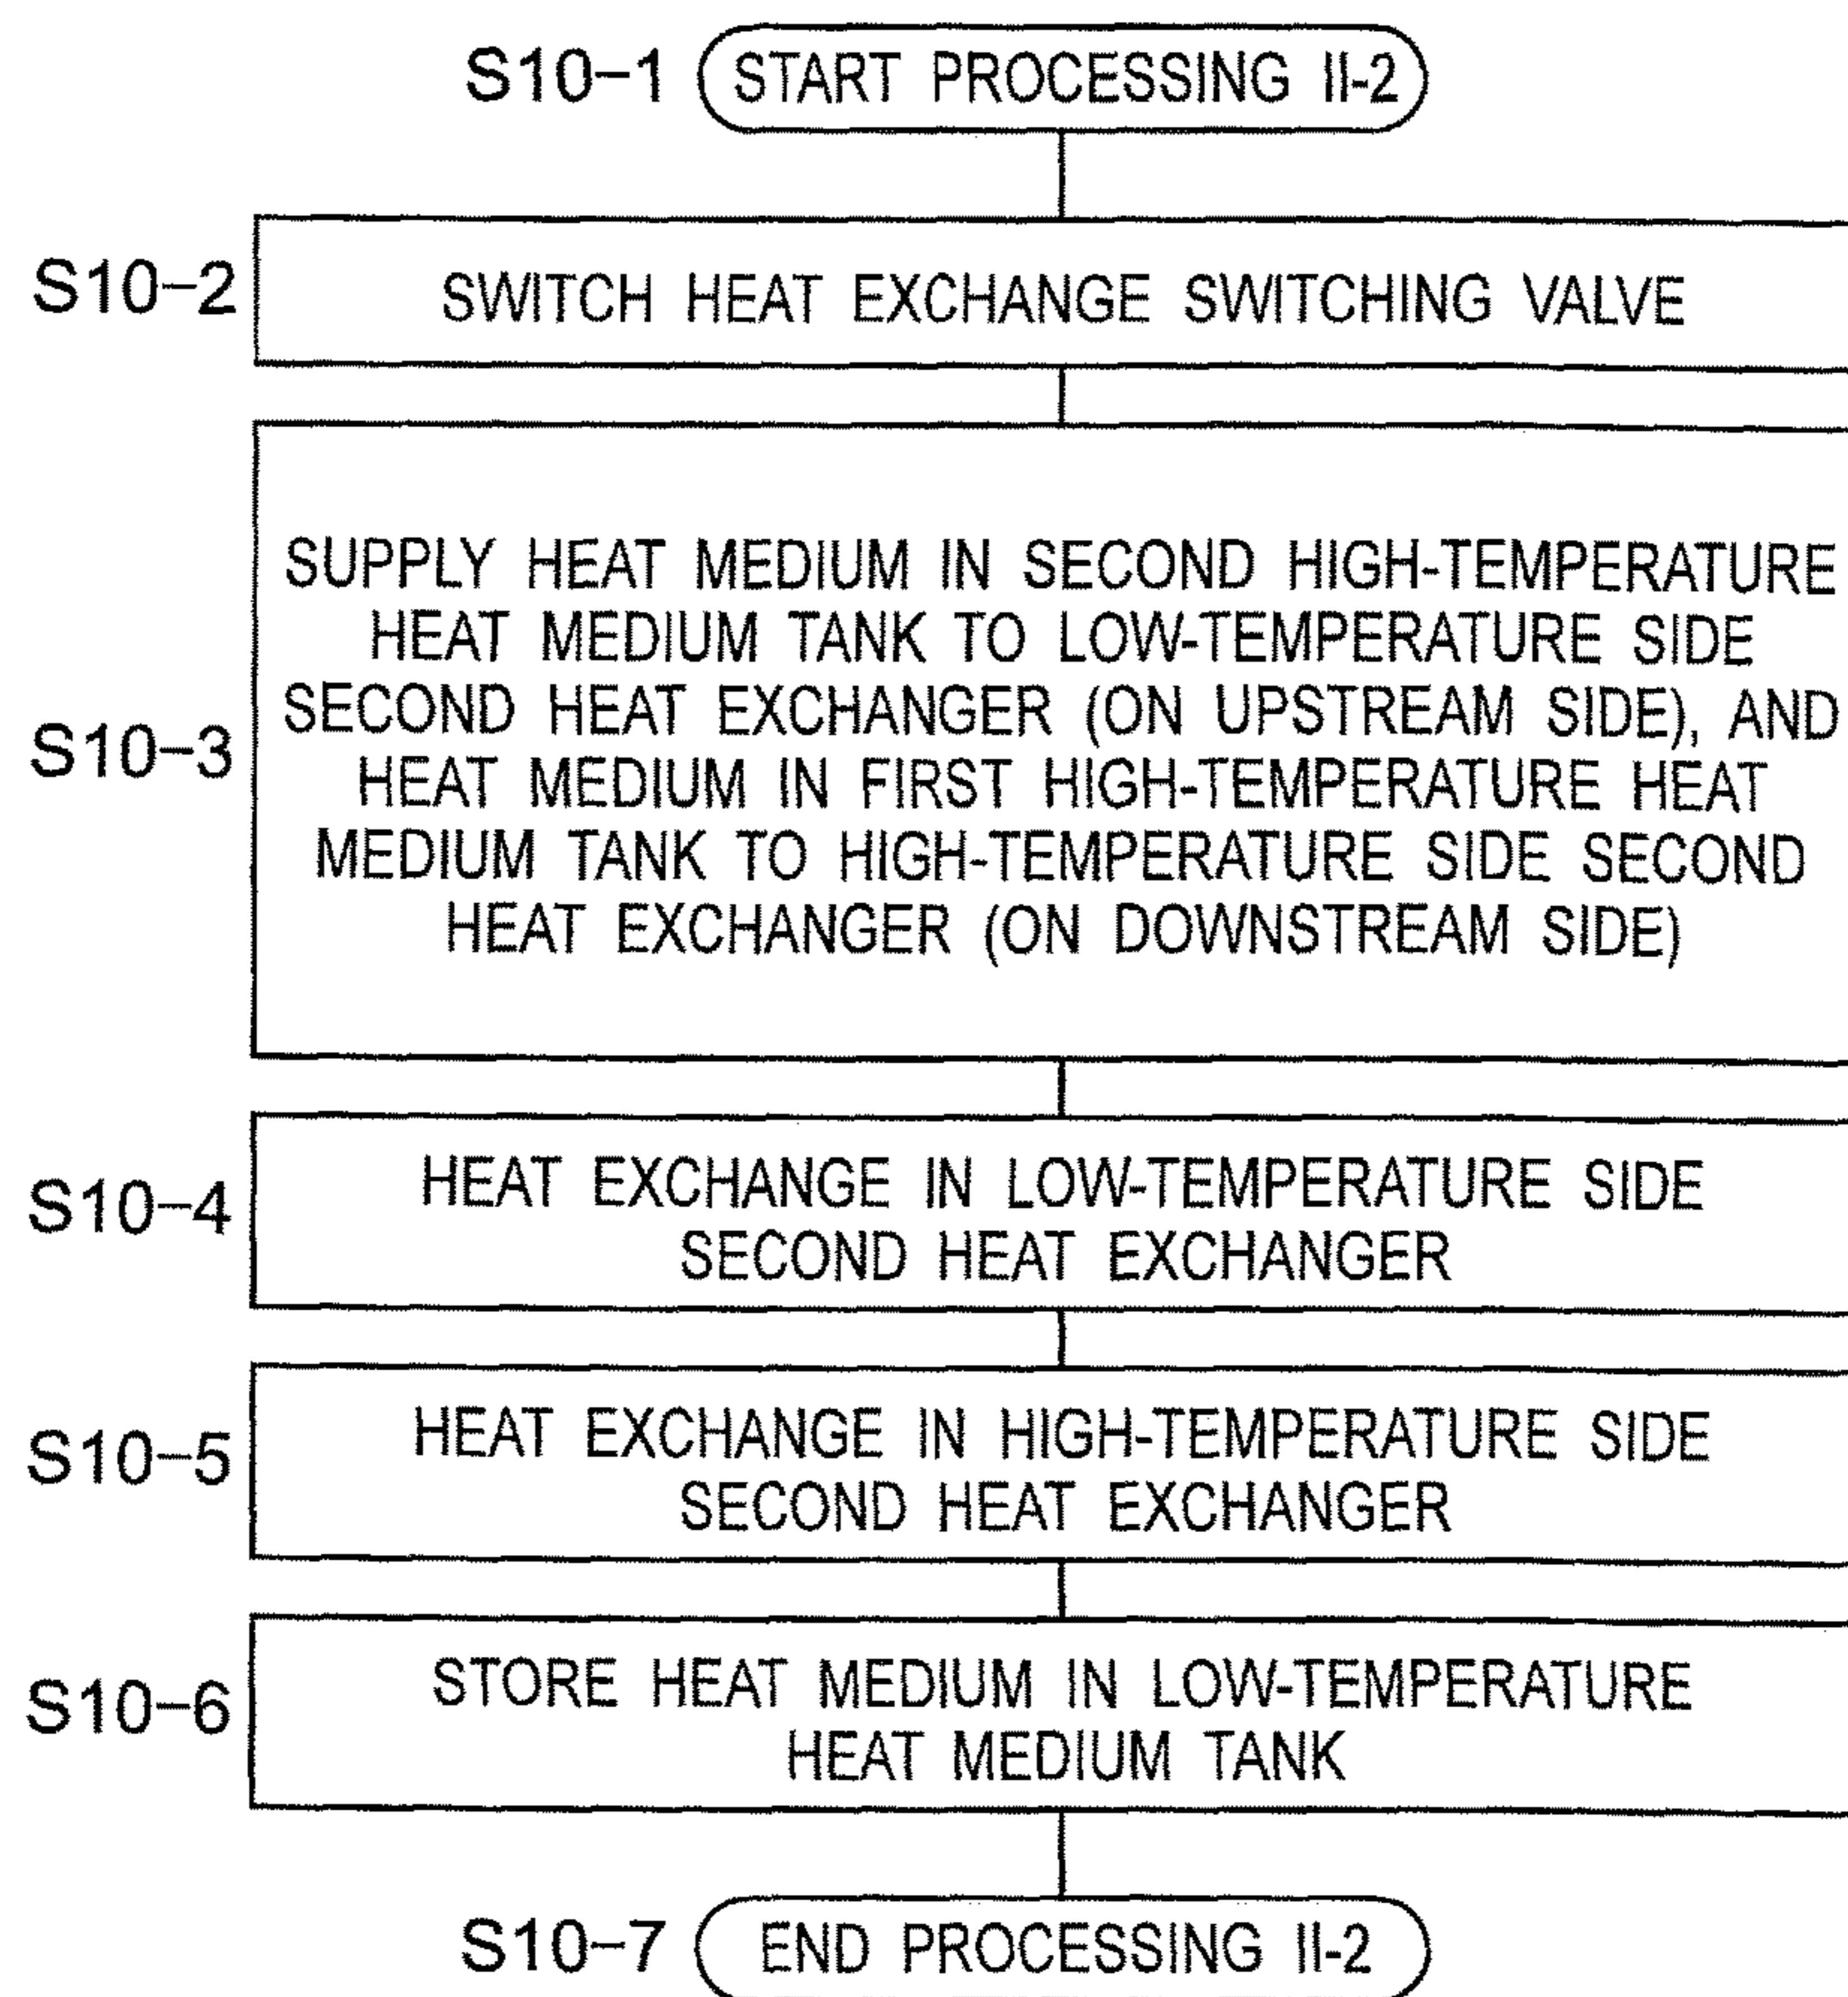 S10-1 START PROCESSING II-2
S10-2 SWITCH HEAT EXCHANGE SWITCHING VALVE
SUPPLY HEAT MEDIUM IN SECOND HIGH-TEMPERATURE
HEAT MEDIUM TANK TO LOW-TEMPERATURE SIDE
S10-3 SECOND HEAT EXCHANGER (ON UPSTREAM SIDE), AND
HEAT MEDIUM IN FIRST HIGH-TEMPERATURE HEAT
MEDIUM TANK TO HIGH-TEMPERATURE SIDE SECOND
HEAT EXCHANGER (ON DOWNSTREAM SIDE)
S10-4 HEAT EXCHANGE IN LOW-TEMPERATURE SIDE
SECOND HEAT EXCHANGER
S10-5 HEAT EXCHANGE IN HIGH-TEMPERATURE SIDE
SECOND HEAT EXCHANGER
S10-6 STORE HEAT MEDIUM IN LOW-TEMPERATURE
HEAT MEDIUM TANK
S10-7 END PROCESSING II-2